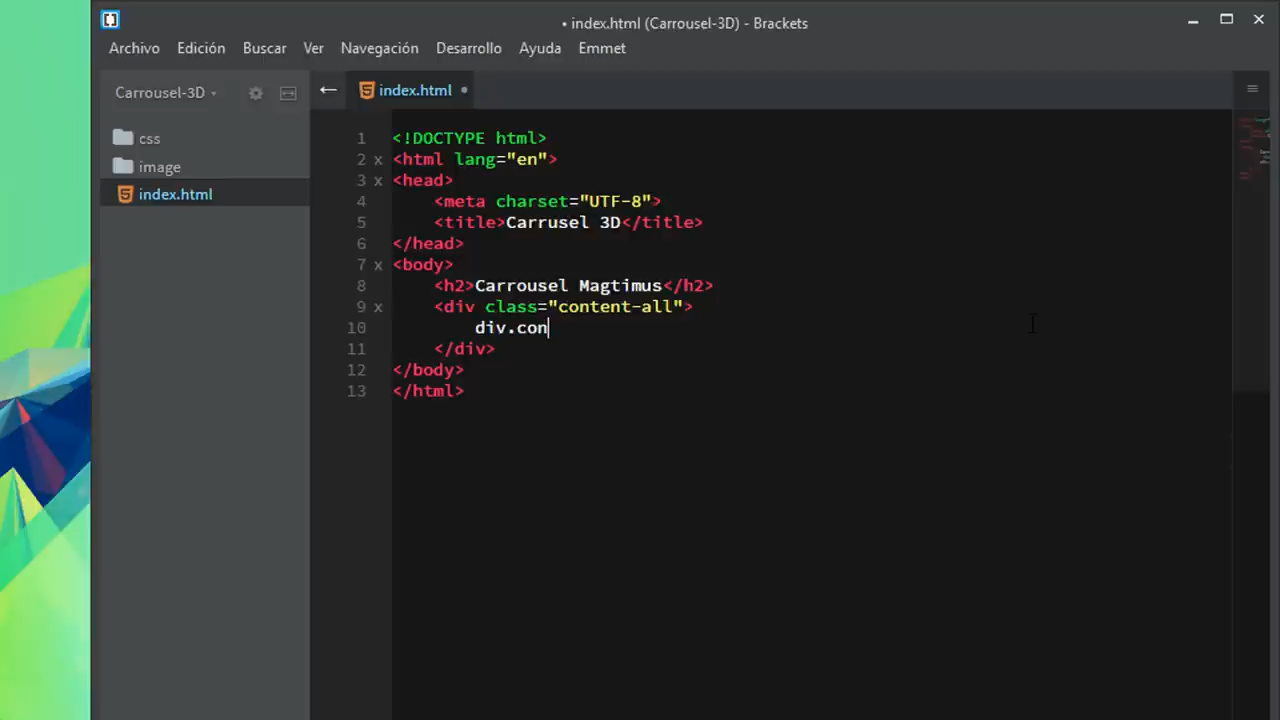 • index.html (Carrousel-3D) - Brackets
Archivo Edición Buscar Ver Navegación Desarrollo Ayuda Emmet
Carrousel-3D
index.html •
css
image
index.html
1 <!DOCTYPE html>
2 x <html lang="en">
3 x <head>
4 <meta charset="UTF-8">
5 <title>Carrusel 3D</title>
6 </head>
7 x <body>
8 <h2>Carrousel Magtimus</h2>
9 x <div class="content-all">
10 div.con
11 </div>
12 </body>
13 </html>